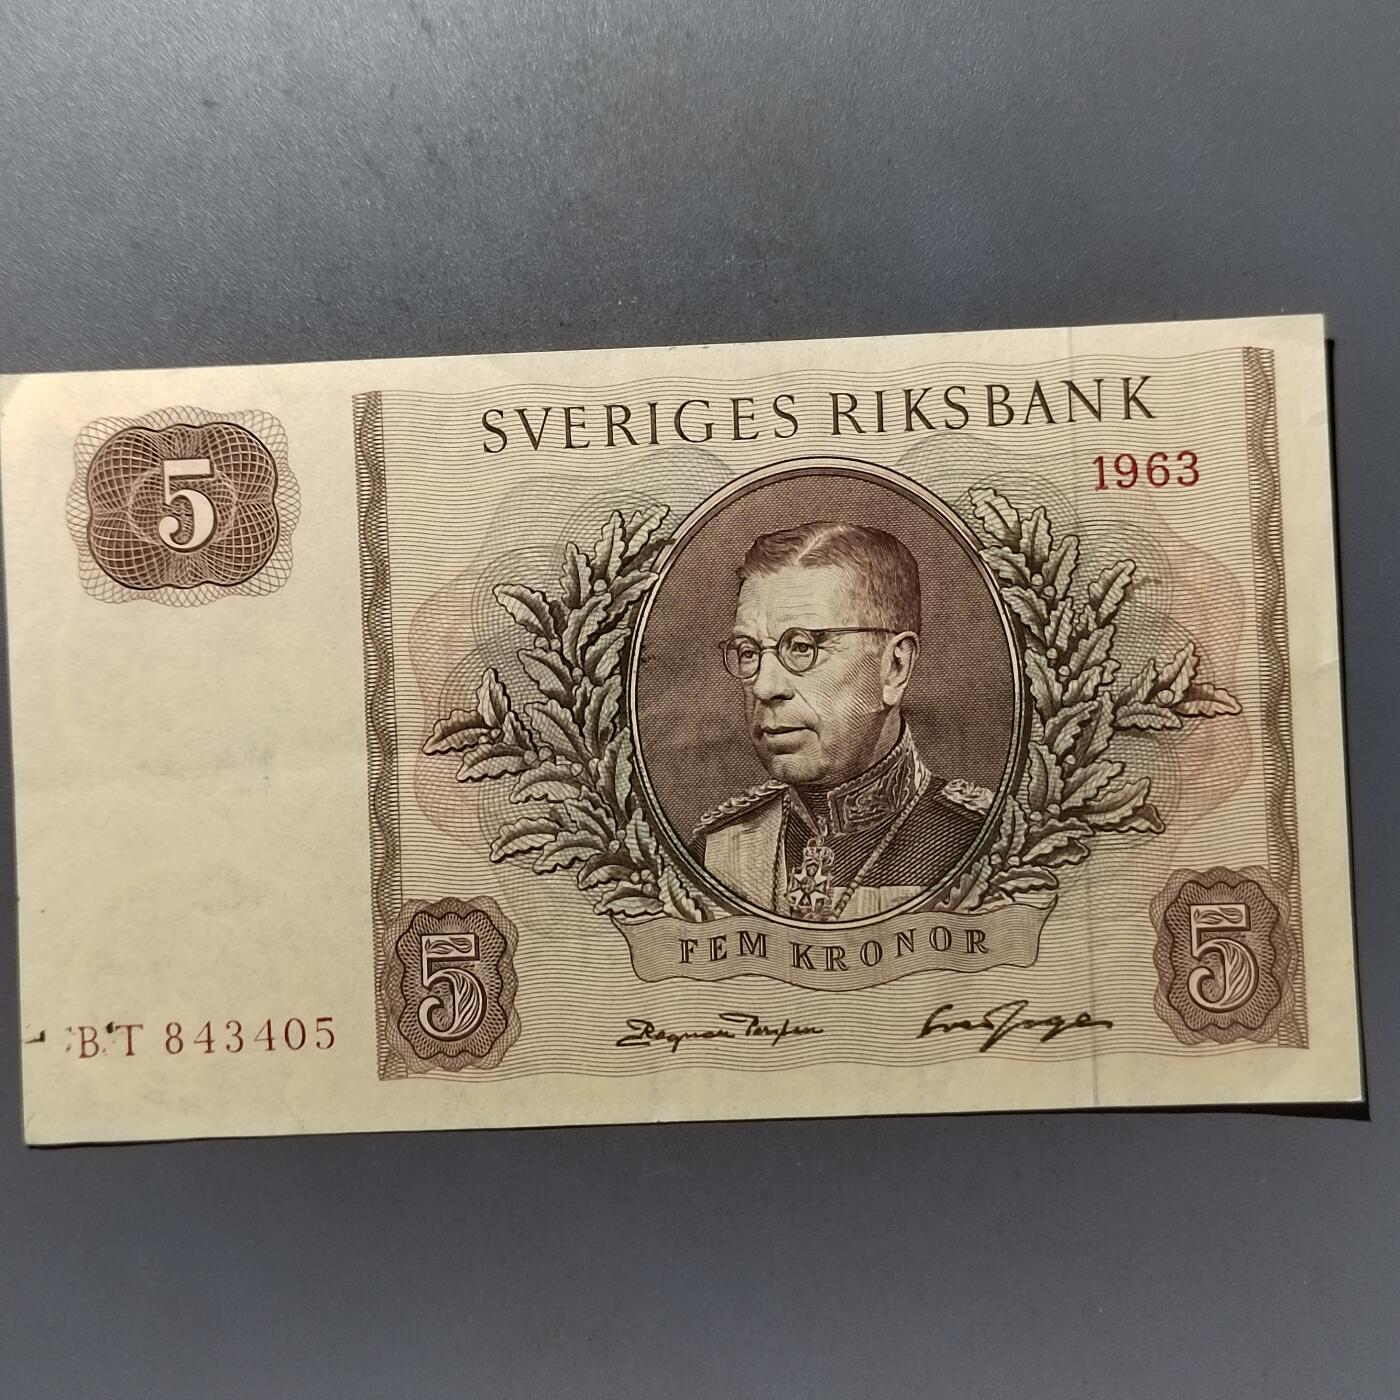 SVERIGES RIKSBANK
1963
5
FEM KRONOR
5
5
BT 843405